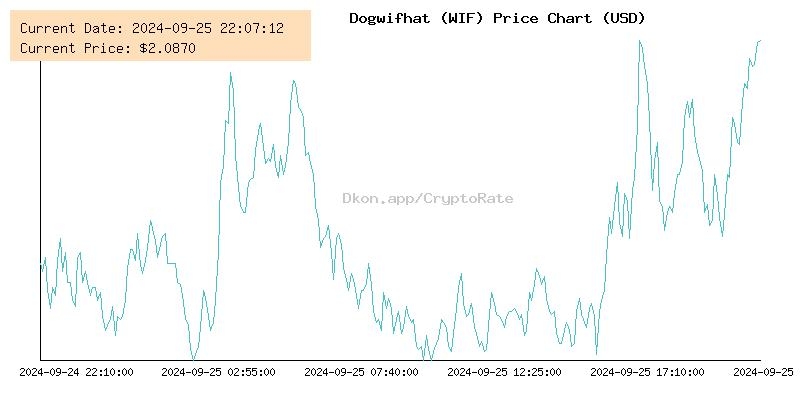 Dogwifhat (WIF) Price Chart (USD)
Current Date: 2024-09-25 22:07:12
Current Price: $2.0870
Dkon.app/CryptoRate
2024-09-24 22:10:00 2024-09-25 02:55:00 2024-09-25 07:40:00 2024-09-25 12:25:00 2024-09-25 17:10:00 2024-09-25